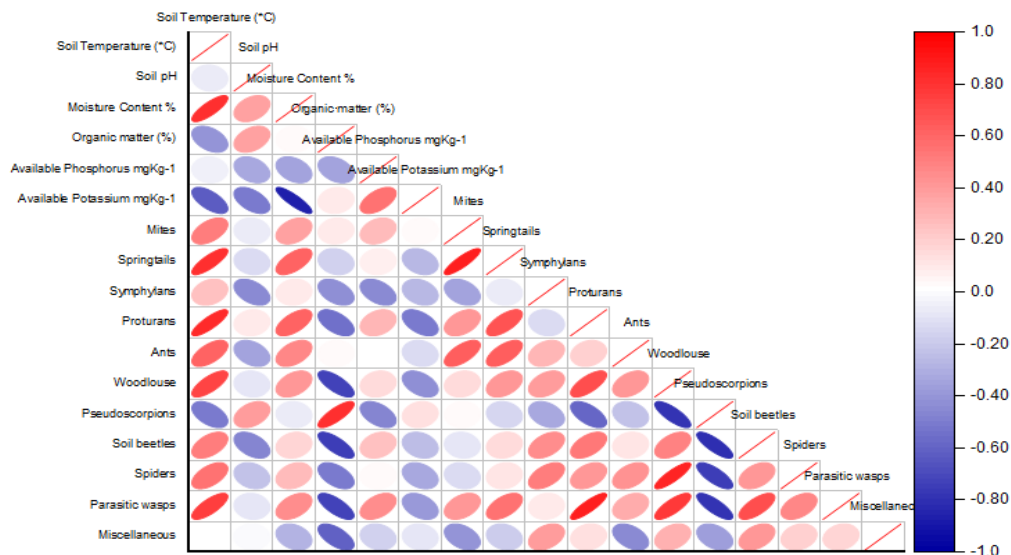 Soil Temperature (*C)
Soil Temperature (*C) Soil pH
Soil pH Moisture Content %
Moisture Content % Organic matter (%)
Organic matter (%) Available Phosphorus mgKg-1
Available Phosphorus mgKg-1 Available Potassium mgKg-1
Available Potassium mgKg-1 Mites
Mites Springtails
Springtails Symphylans
Symphylans Proturans
Proturans Ants
Ants Woodlouse
Woodlouse Pseudoscorpions
Pseudoscorpions Soil beetles
Soil beetles Spiders
Spiders Parasitic wasps
Parasitic wasps Miscellaneo
Miscellaneous
1.0
0.80
0.60
0.40
0.20
0.0
-0.20
-0.40
-0.60
-0.80
-1.0